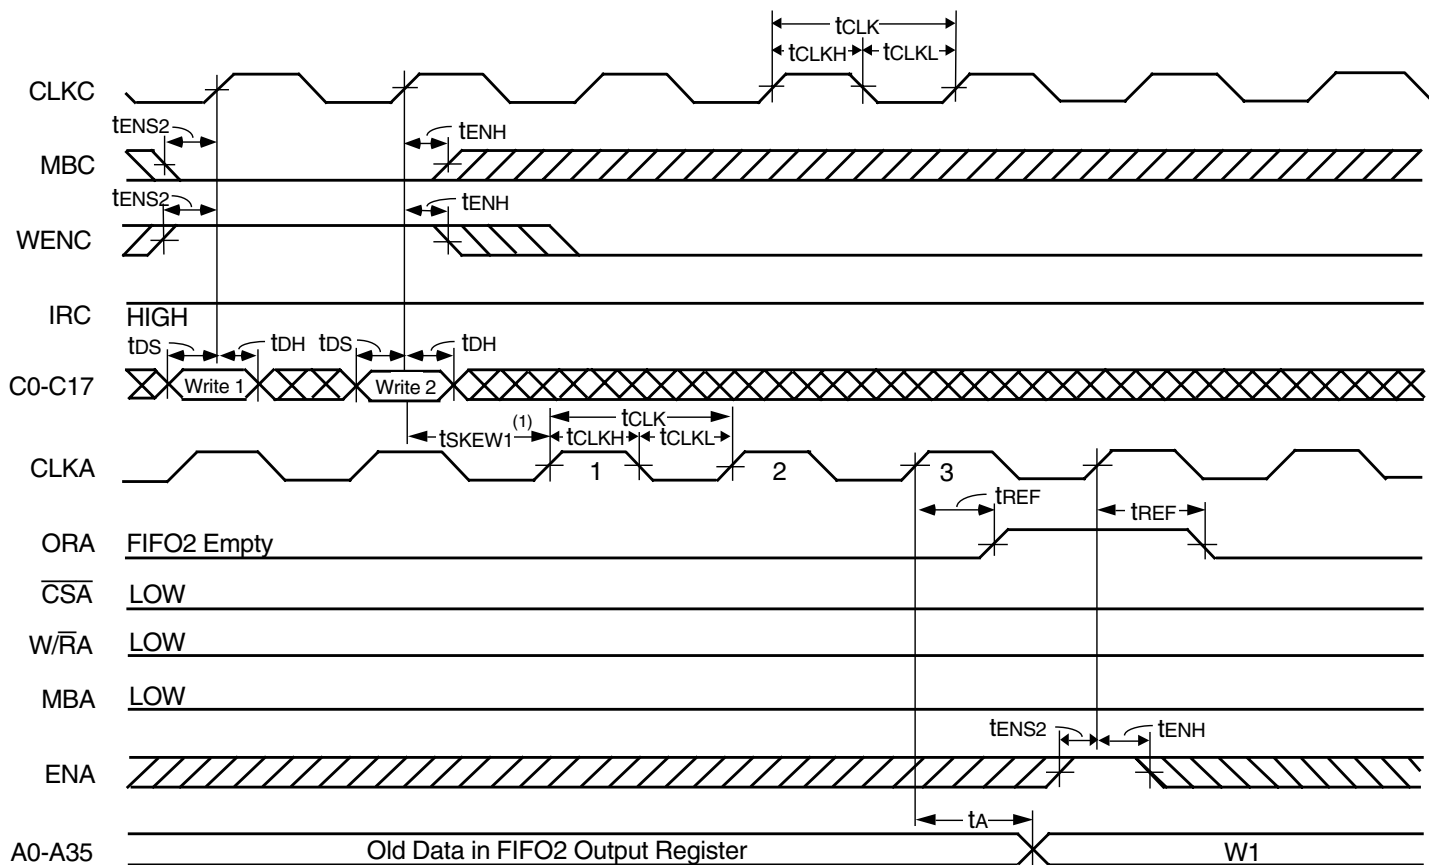 tCLK
tCLKH tCLKL
CLKC
tENS2 tENH
MBC
tENS2 tENH
WENC
IRC HIGH
tDS tDH tDS tDH
C0-C17 Write 1 Write 2
tSKEW1(1) tCLK
tCLKH tCLKL
CLKA 1 2 3
tREF tREF
ORA FIFO2 Empty
CSA LOW
W/RA LOW
MBA LOW
tENS2 tENH
ENA
tA
A0-A35 Old Data in FIFO2 Output Register W1